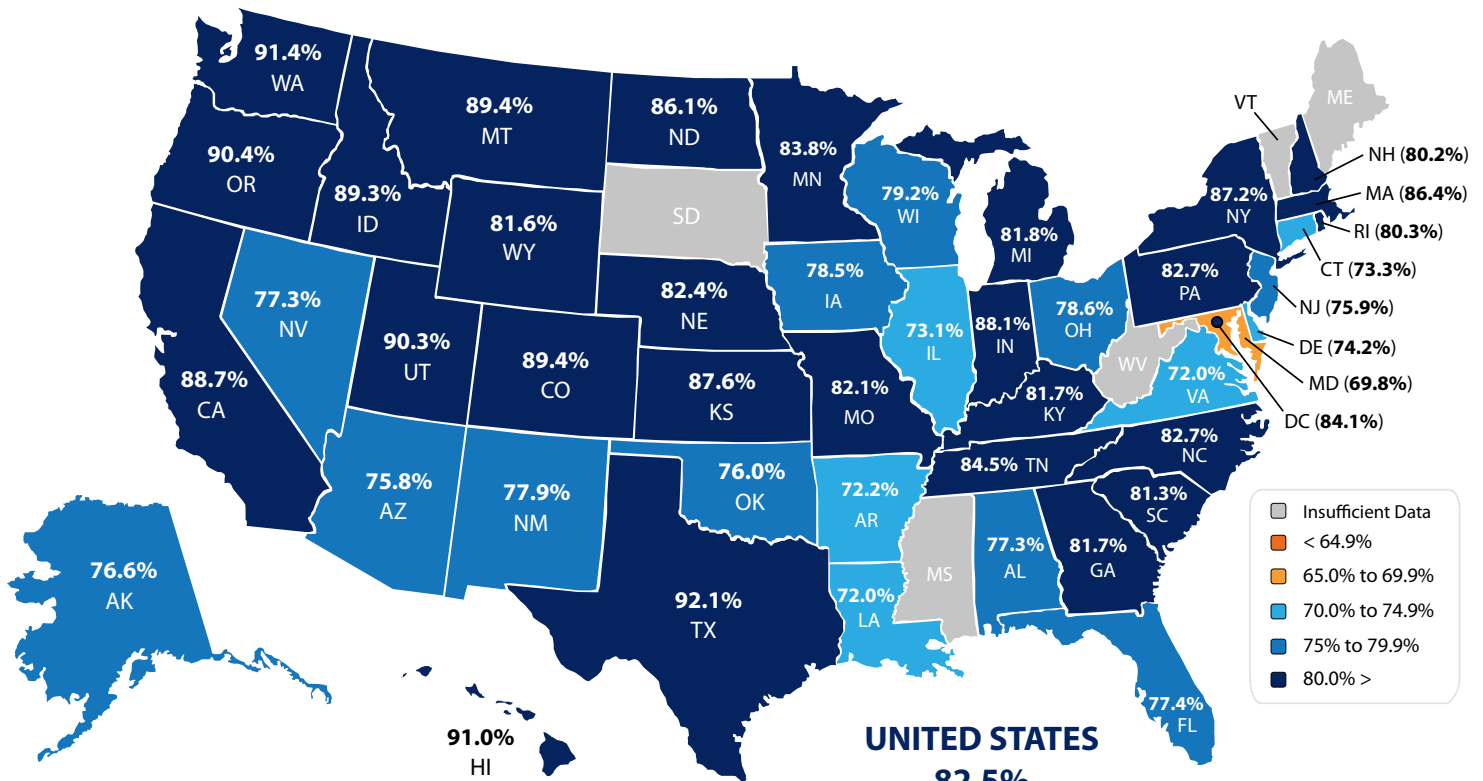 91.4%
WA
90.4%
OR
89.4%
MT
89.3%
ID
86.1%
ND
83.8%
MN
81.6%
WY
SD
79.2%
WI
81.8%
MI
VT
ME
NH (80.2%)
87.2%
NY
MA (86.4%)
RI (80.3%)
CT (73.3%)
77.3%
NV
90.3%
UT
89.4%
CO
82.4%
NE
78.5%
IA
73.1%
IL
88.1%
IN
78.6%
OH
82.7%
PA
NJ (75.9%)
DE (74.2%)
MD (69.8%)
DC (84.1%)
88.7%
CA
87.6%
KS
82.1%
MO
81.7%
KY
WV
72.0%
VA
75.8%
AZ
77.9%
NM
76.0%
OK
72.2%
AR
84.5% TN
82.7%
NC
81.3%
SC
76.6%
AK
92.1%
TX
72.0%
LA
MS
77.3%
AL
81.7%
GA
77.4%
FL
91.0%
HI
Insufficient Data
< 64.9%
65.0% to 69.9%
70.0% to 74.9%
75% to 79.9%
80.0% >
UNITED STATES
82.5%